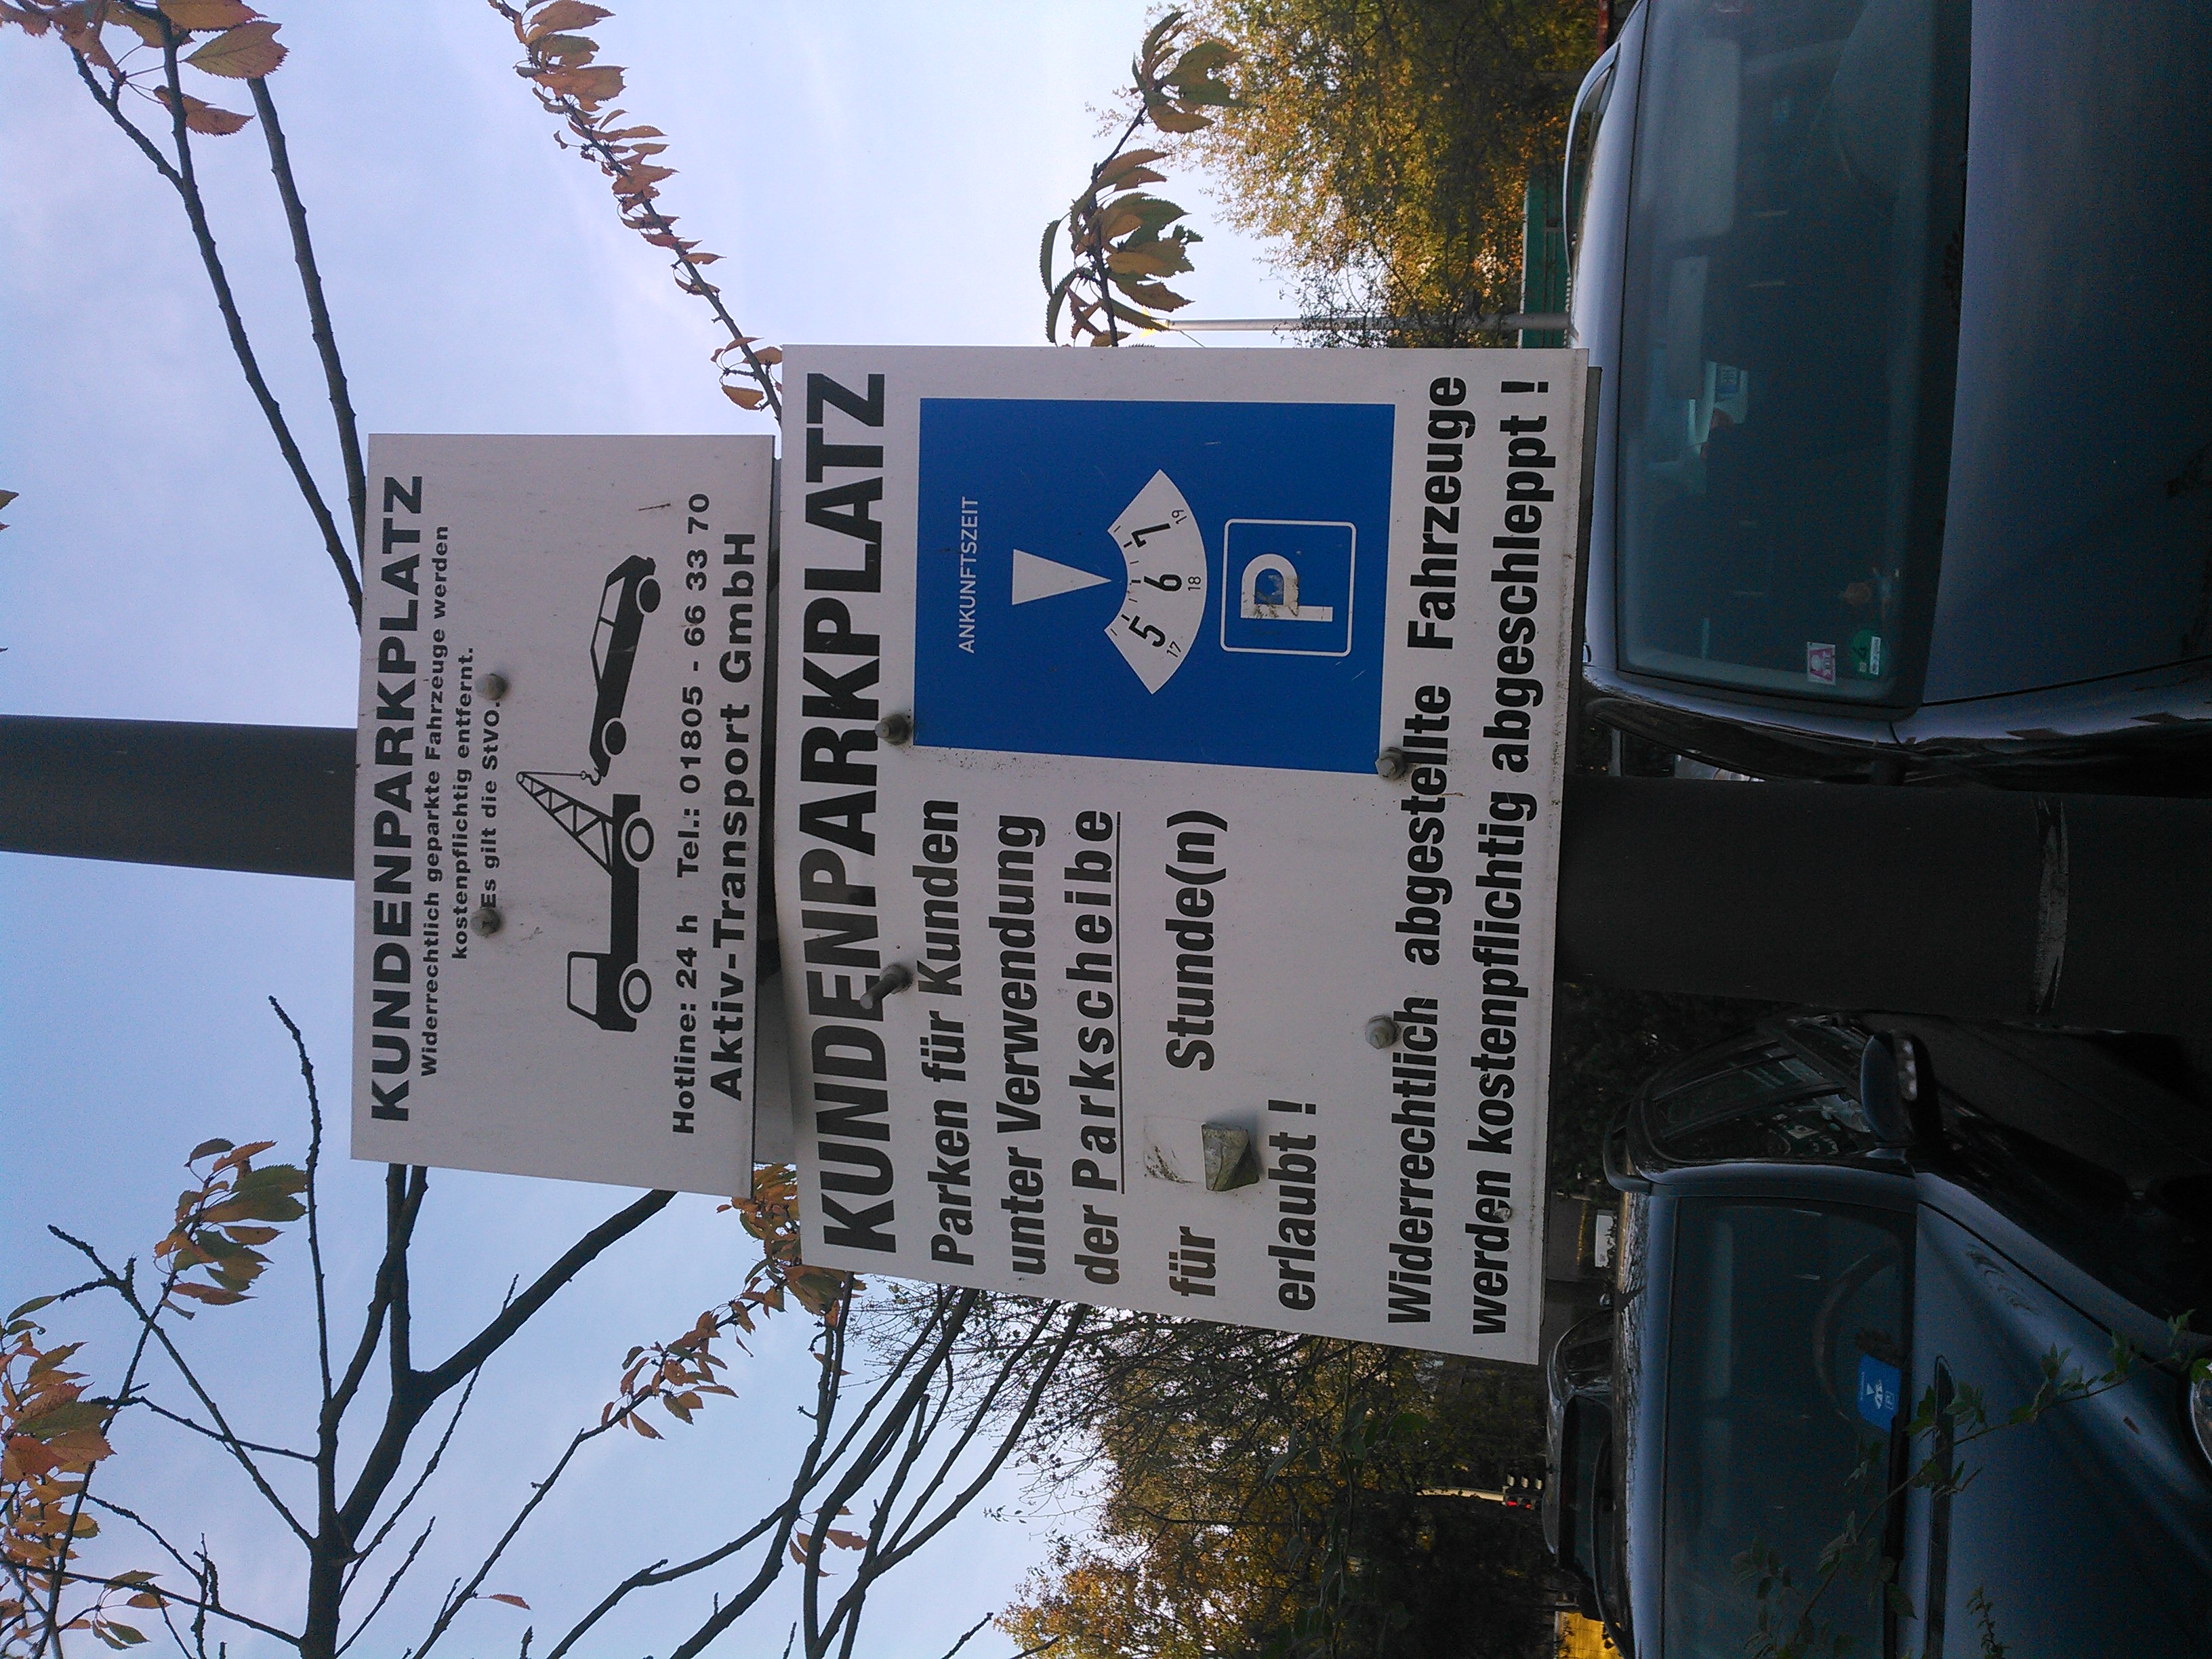 KUNDENPARKPLATZ
Widerrechtlich geparkte Fahrzeuge werden
kostenpflichtig entfernt.
Es gilt die StVO.
Hotline: 24 h Tel.: 01805 - 66 33 70
Aktiv-Transport GmbH
KUNDENPARKPLATZ
Parken für Kunden
unter Verwendung
der Parkscheibe
für Stunde(n)
erlaubt !
ANKUNFTSZEIT
5 6 7
17 18 19
P
Widerrechtlich abgestellte Fahrzeuge
werden kostenpflichtig abgeschleppt !
P
4